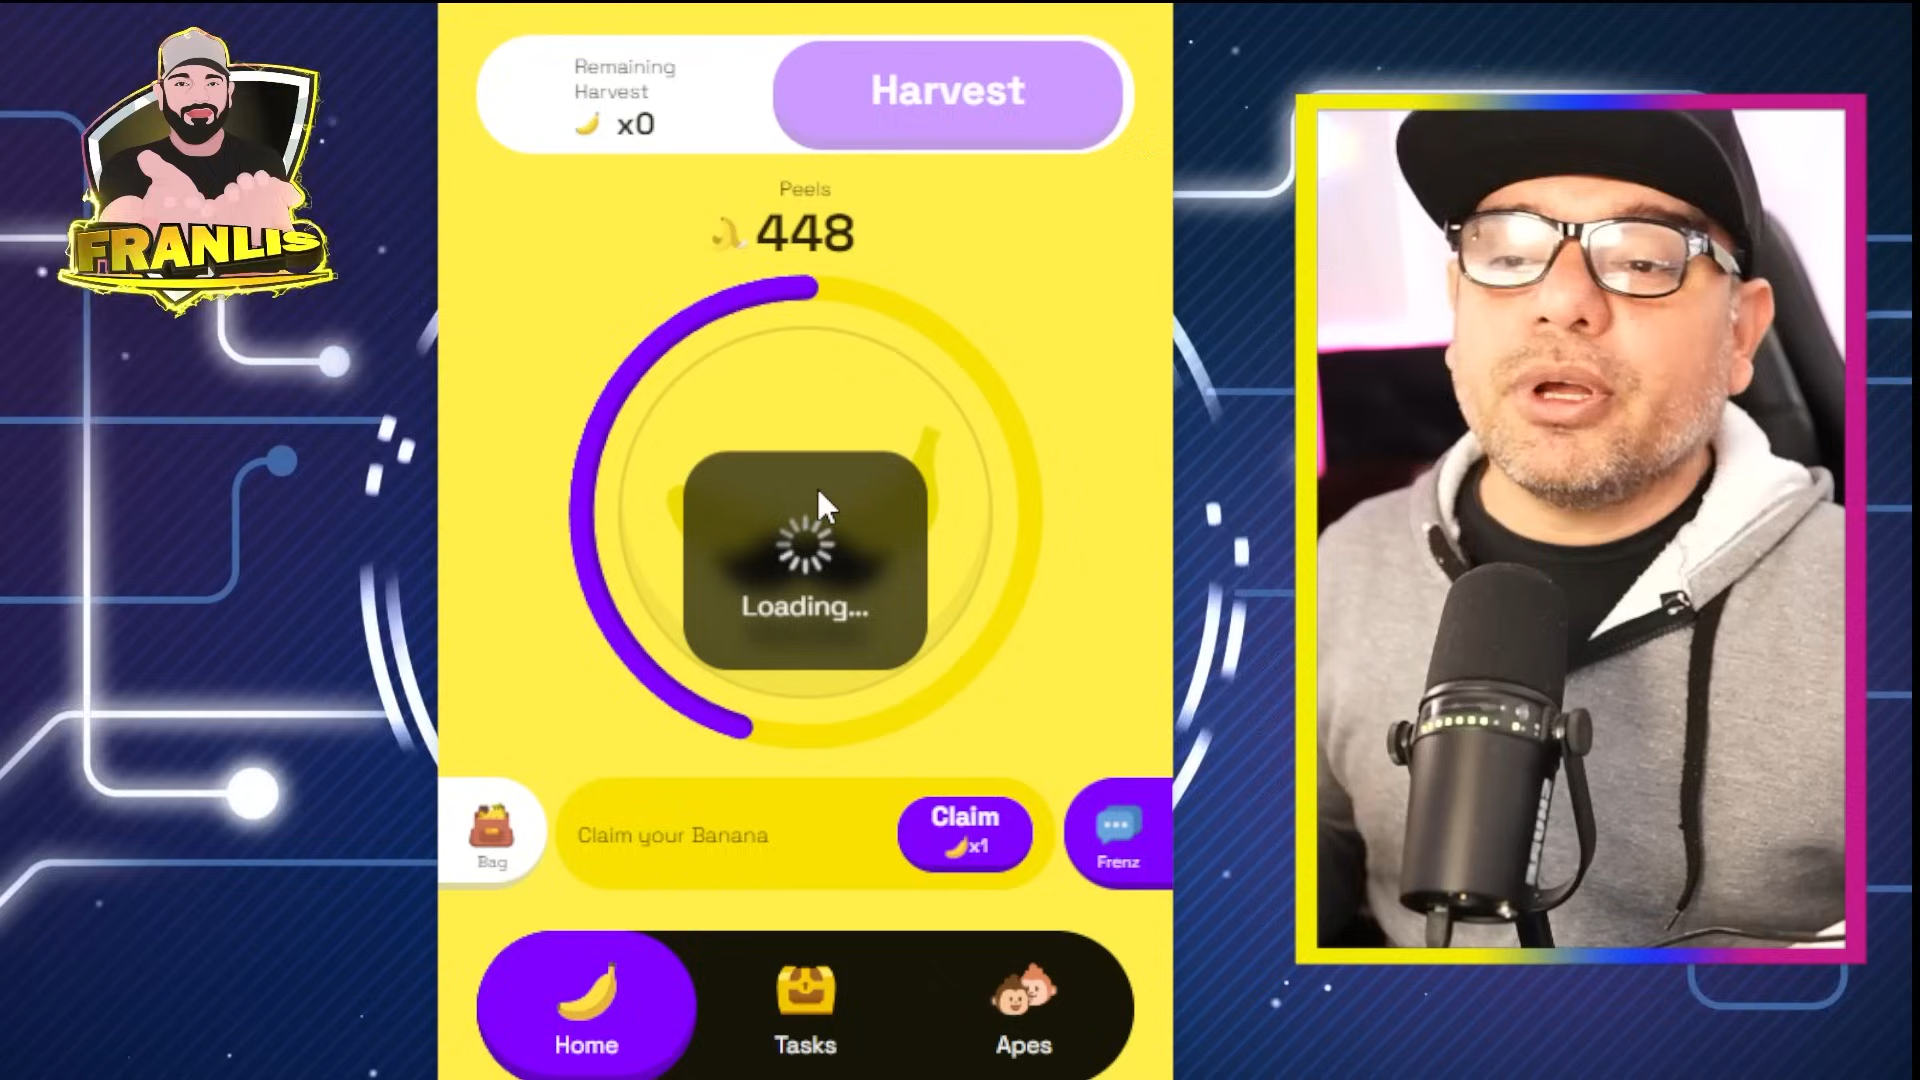 FRANLIS
Remaining
Harvest
x0
Harvest
Peels
448
Loading...
Bag
Claim your Banana
Claim
x1
Frenz
Home
Tasks
Apes